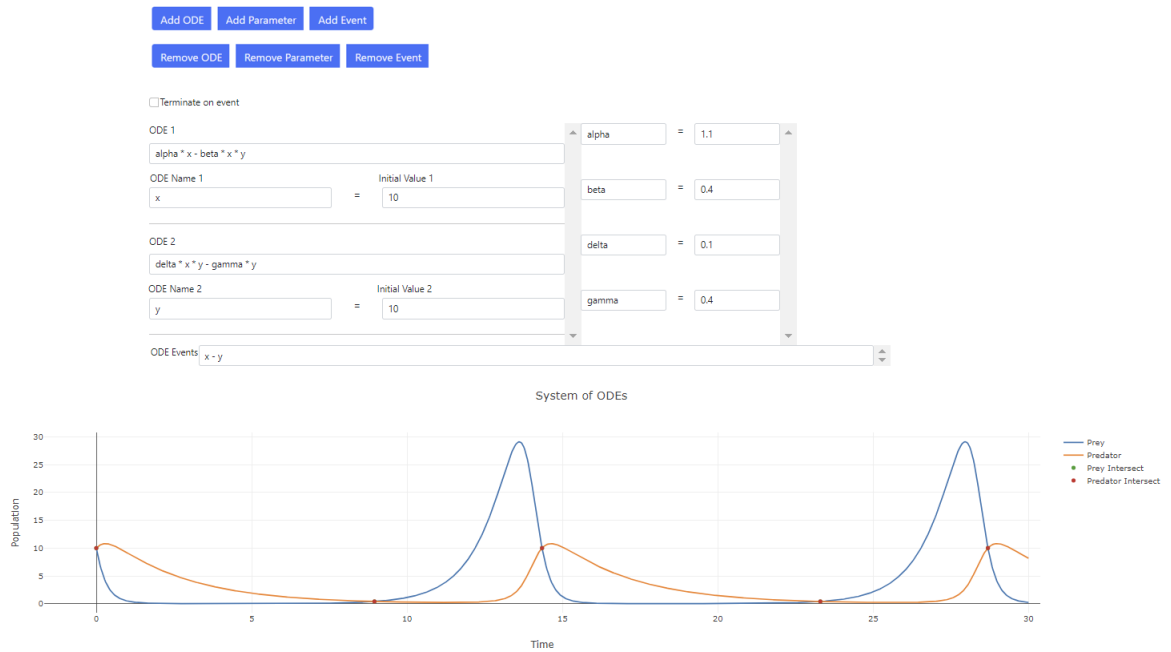 Add ODE Add Parameter Add Event
Remove ODE Remove Parameter Remove Event
Terminate on event
ODE 1
alpha * x - beta * x * y
ODE Name 1 Initial Value 1
x = 10
ODE 2
delta * x * y - gamma * y
ODE Name 2 Initial Value 2
y = 10
alpha = 1.1
beta = 0.4
delta = 0.1
gamma = 0.4
ODE Events x - y
System of ODEs
30
25
20
15
10
5
0
Population
0 5 10 15 20 25 30
Time
Prey
Predator
Prey Intersect
Predator Intersect